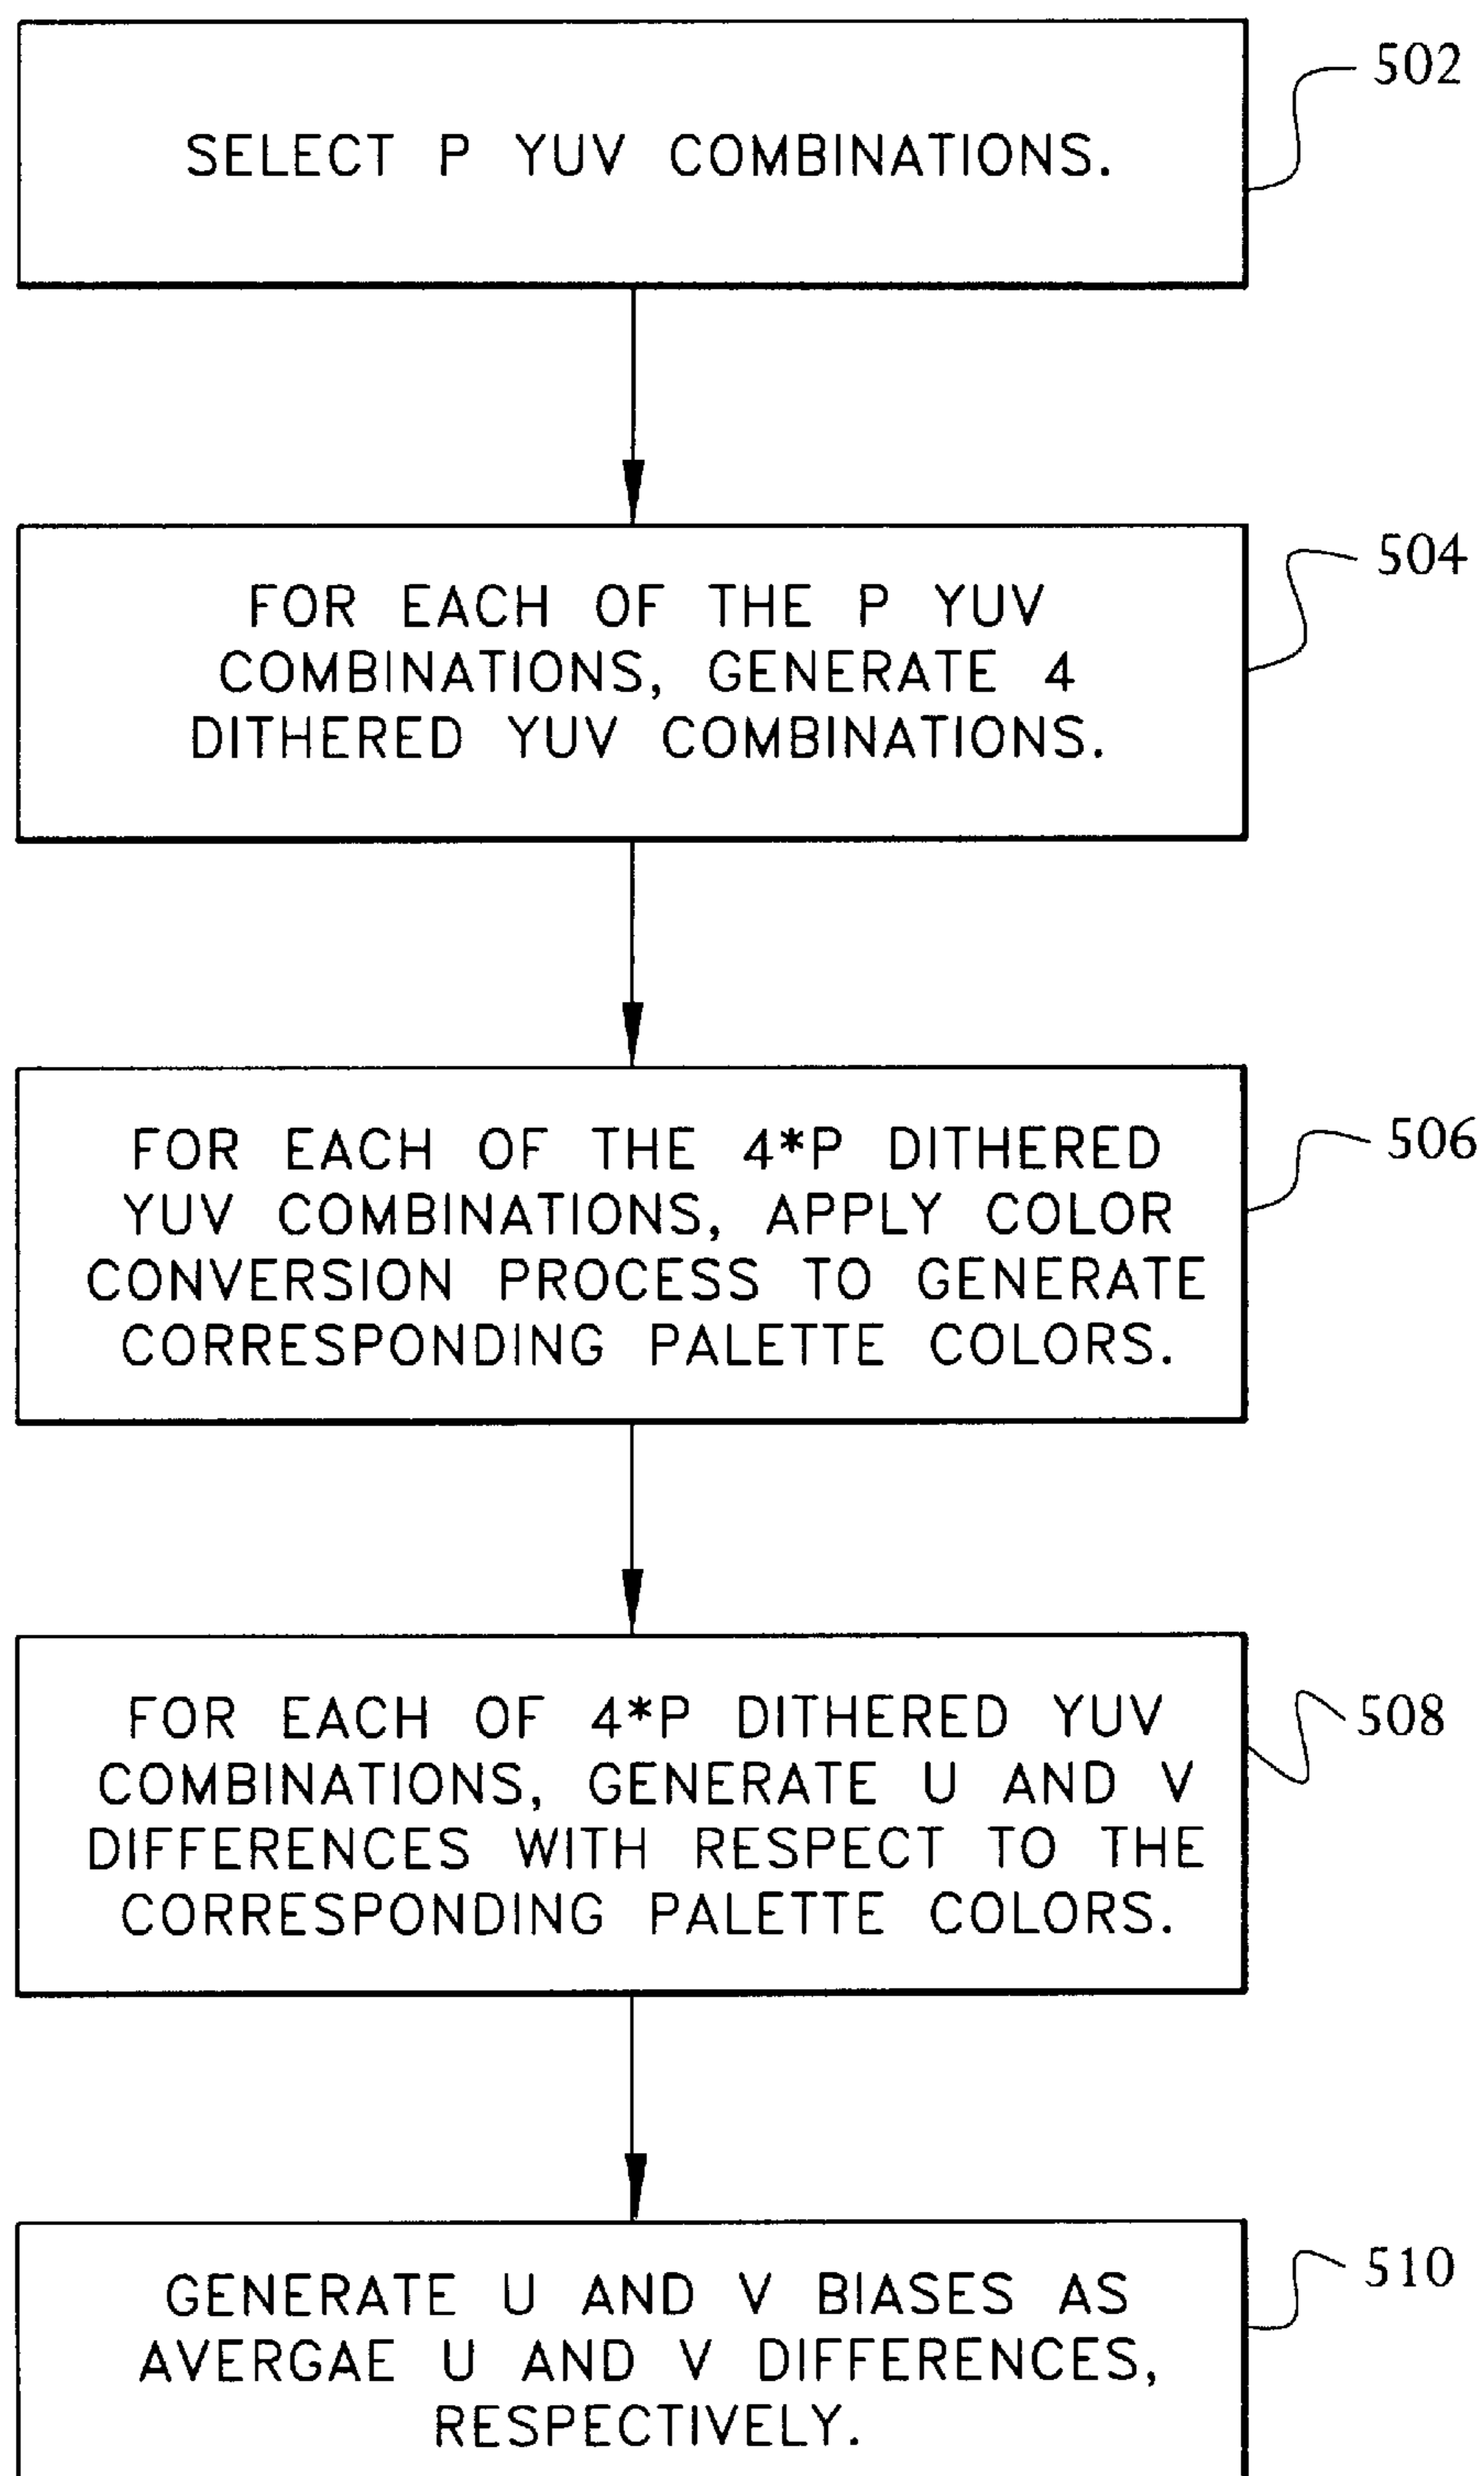 502
SELECT P YUV COMBINATIONS.
504
FOR EACH OF THE P YUV
COMBINATIONS, GENERATE 4
DITHERED YUV COMBINATIONS.
506
FOR EACH OF THE 4*P DITHERED
YUV COMBINATIONS, APPLY COLOR
CONVERSION PROCESS TO GENERATE
CORRESPONDING PALETTE COLORS.
508
FOR EACH OF 4*P DITHERED YUV
COMBINATIONS, GENERATE U AND V
DIFFERENCES WITH RESPECT TO THE
CORRESPONDING PALETTE COLORS.
510
GENERATE U AND V BIASES AS
AVERGAE U AND V DIFFERENCES,
RESPECTIVELY.